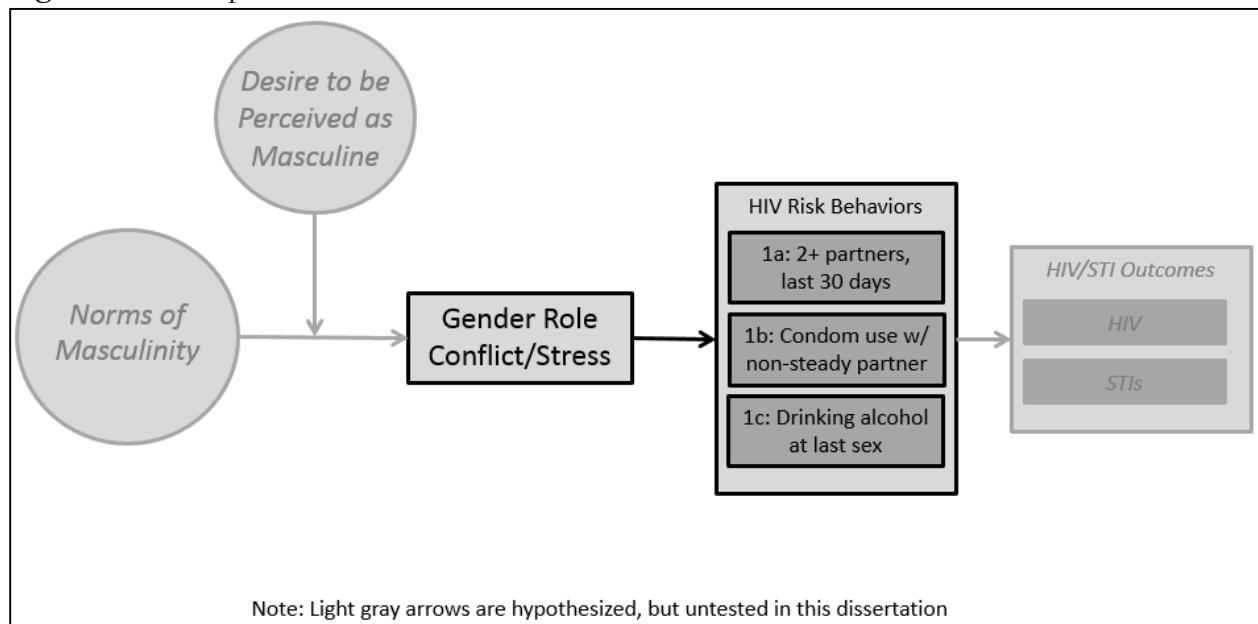 Desire to be
Perceived as
Masculine
Norms of
Masculinity
Gender Role
Conflict/Stress
HIV Risk Behaviors
1a: 2+ partners,
last 30 days
1b: Condom use w/
non-steady partner
1c: Drinking alcohol
at last sex
HIV/STI Outcomes
HIV
STIs
Note: Light gray arrows are hypothesized, but untested in this dissertation